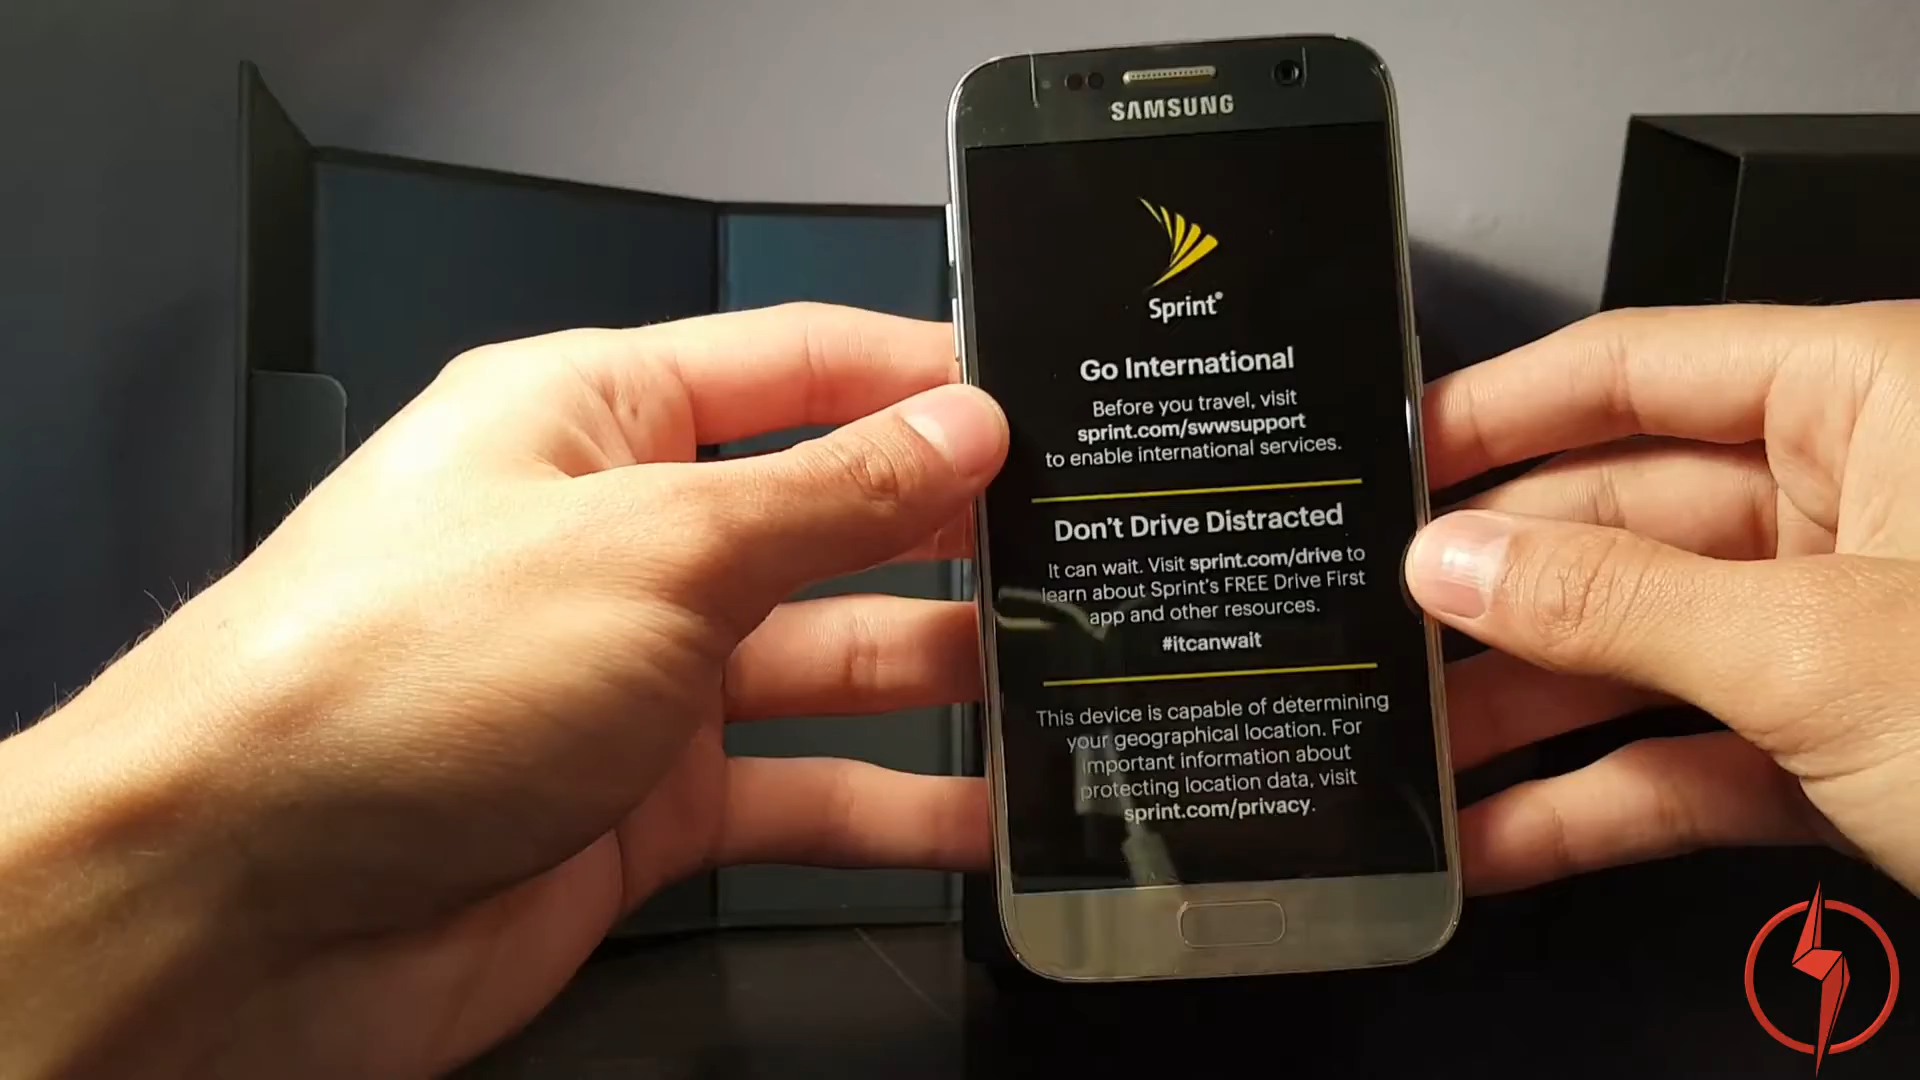 SAMSUNG
Sprint®
Go International
Before you travel, visit
sprint.com/swwsupport
to enable international services.
Don't Drive Distracted
It can wait. Visit sprint.com/drive to
learn about Sprint's FREE Drive First
app and other resources.
#itcanwait
This device is capable of determining
your geographical location. For
important information about
protecting location data, visit
sprint.com/privacy.